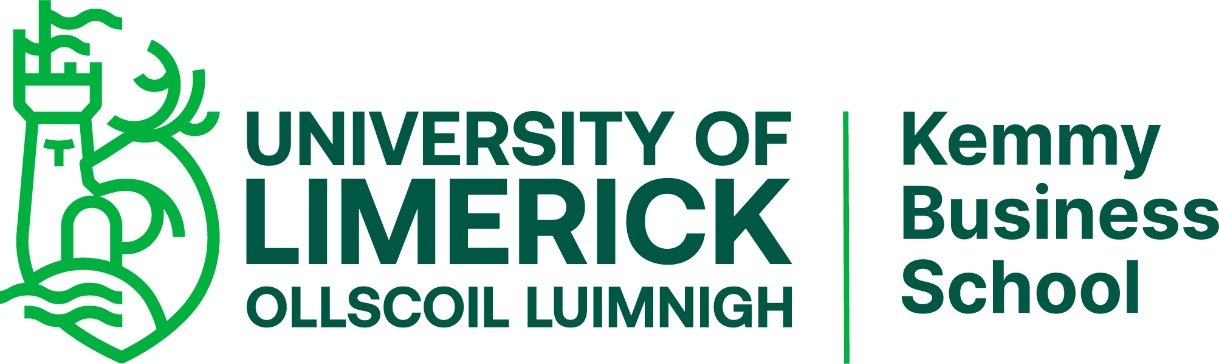 UNIVERSITY OF
LIMERICK
OLLSCOIL LUIMNIGH
Kemmy
Business
School